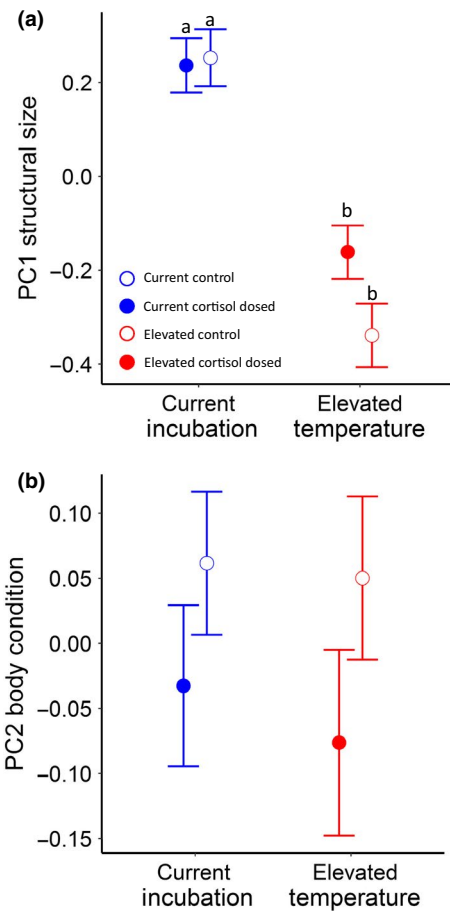 (a)
a a
0.2
0.0
−0.2
−0.4
PC1 structural size
b
b
Current control
Current cortisol dosed
Elevated control
Elevated cortisol dosed
Current Elevated
incubation temperature
(b)
0.10
0.05
0.00
−0.05
−0.10
−0.15
PC2 body condition
Current Elevated
incubation temperature